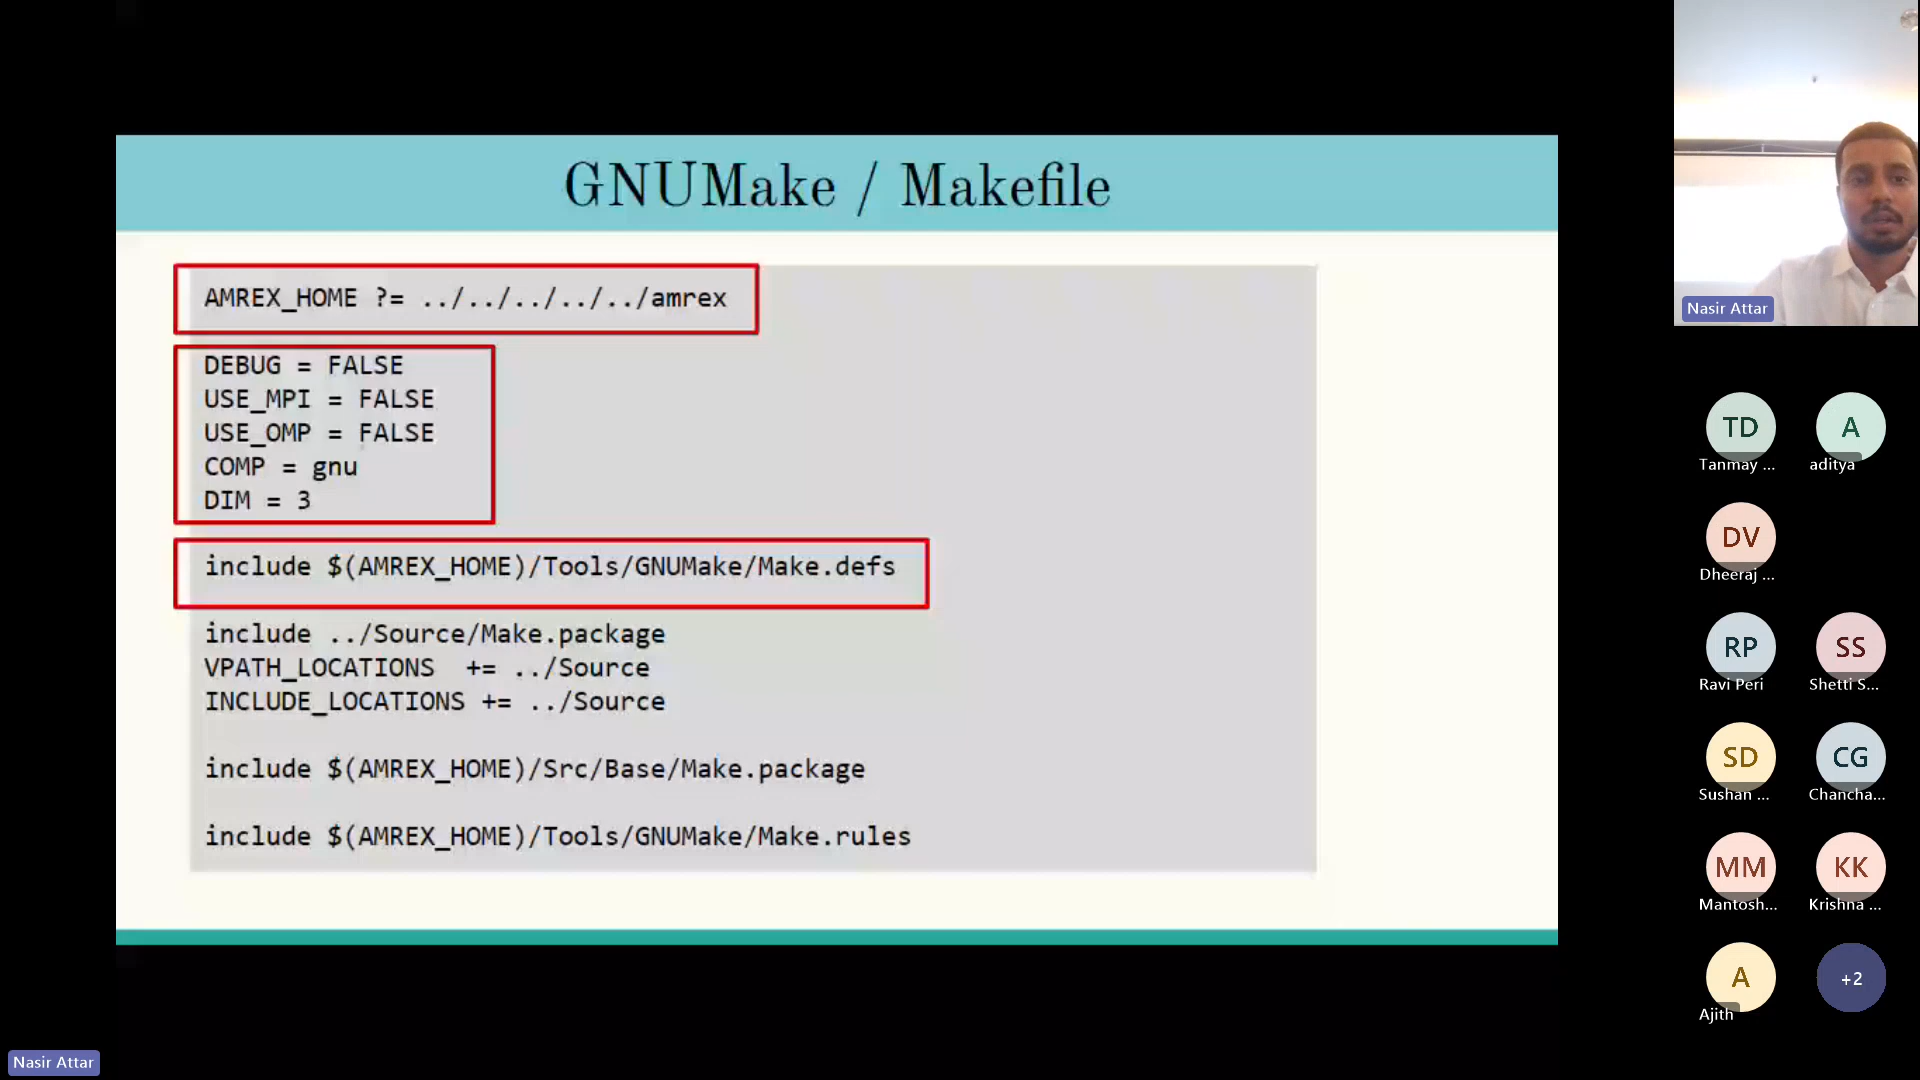 GNUMake / Makefile
AMREX_HOME ?= ../../../../../amrex
DEBUG = FALSE
USE_MPI = FALSE
USE_OMP = FALSE
COMP = gnu
DIM = 3
include $(AMREX_HOME)/Tools/GNUMake/Make.defs
include ../Source/Make.package
VPATH_LOCATIONS  += ../Source
INCLUDE_LOCATIONS += ../Source
include $(AMREX_HOME)/Src/Base/Make.package
include $(AMREX_HOME)/Tools/GNUMake/Make.rules
Nasir Attar
TD
Tanmay ...
A
aditya
DV
Dheeraj ...
RP
Ravi Peri
SS
Shetti S...
SD
Sushan ...
CG
Chancha...
MM
Mantosh...
KK
Krishna ...
A
Ajith
+2
Nasir Attar